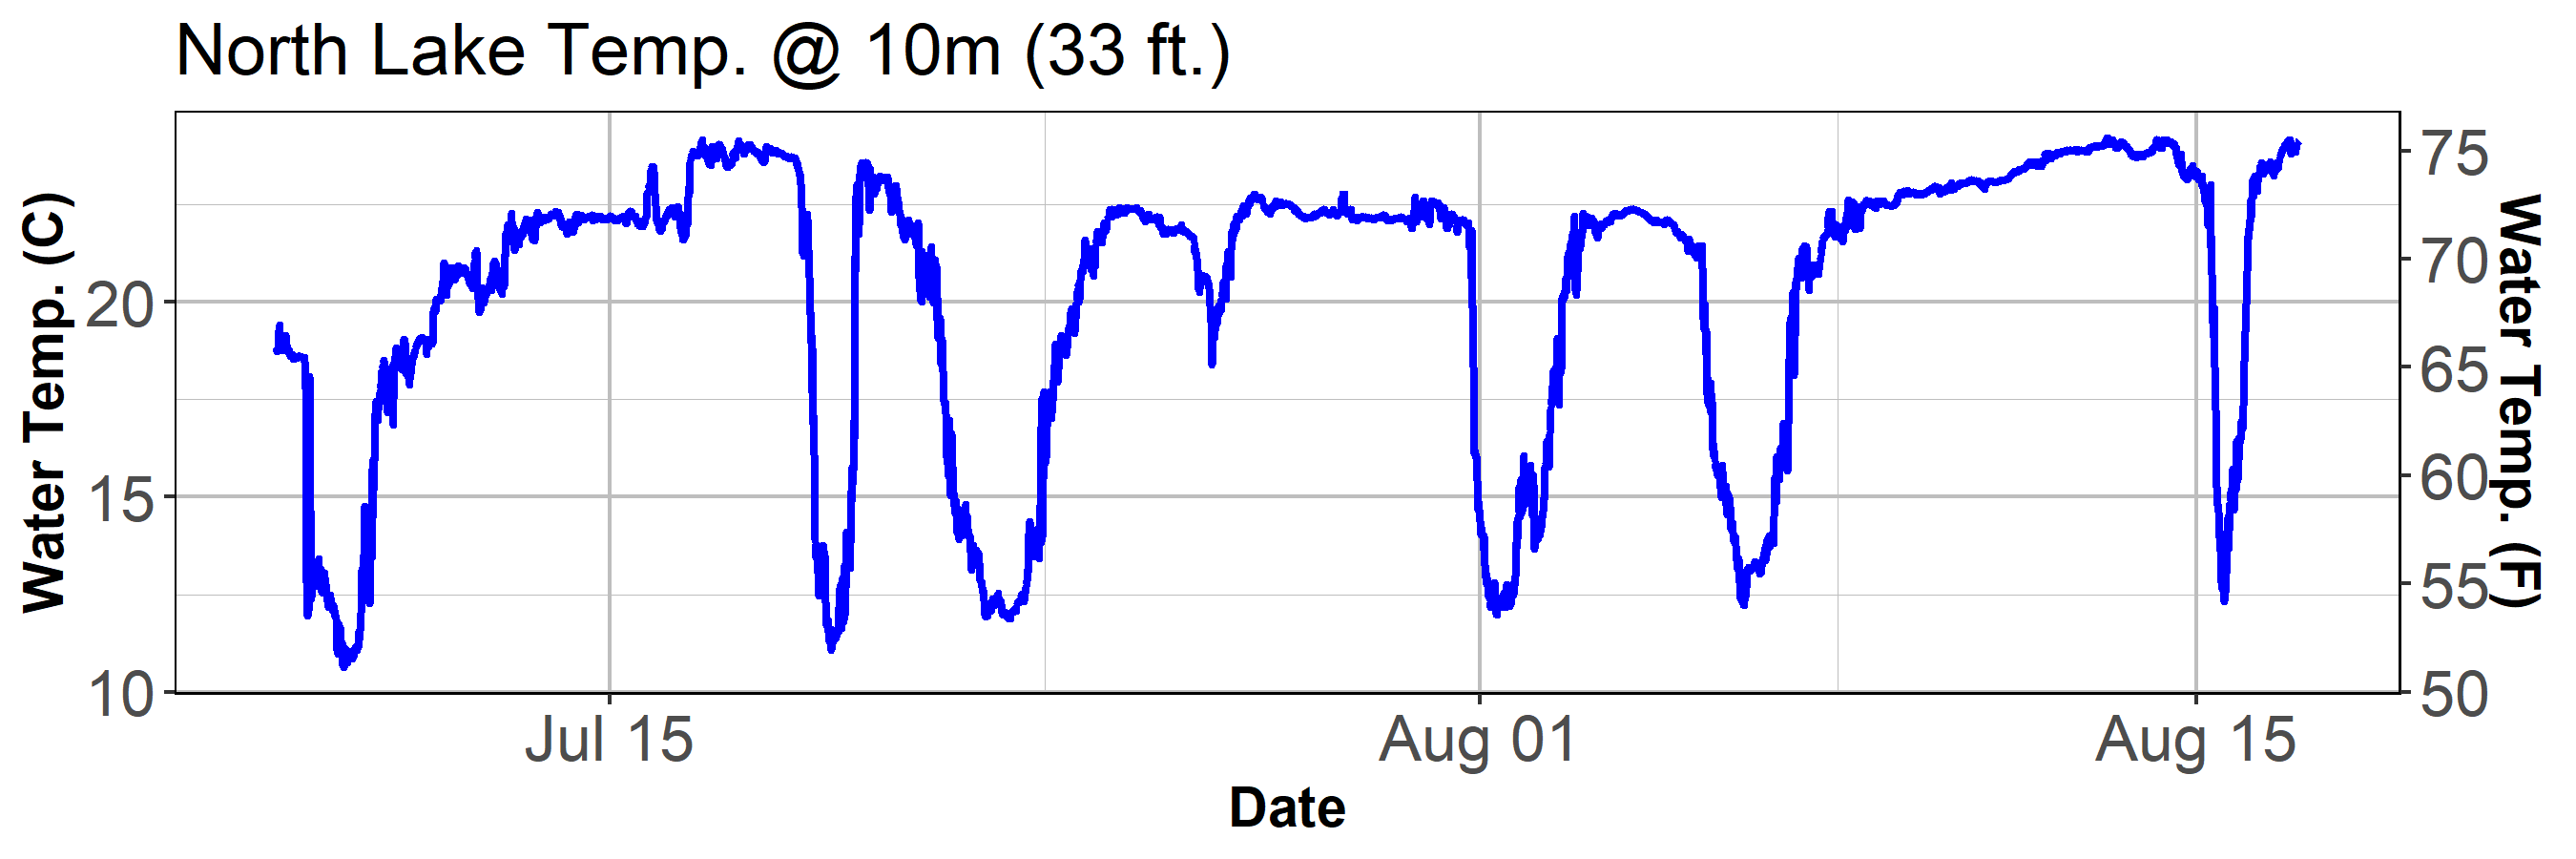 North Lake Temp. @ 10m (33 ft.)
Water Temp. (C)
20
15
10
75
70
65
60
55
50
Water Temp. (F)
Jul 15
Aug 01
Aug 15
Date